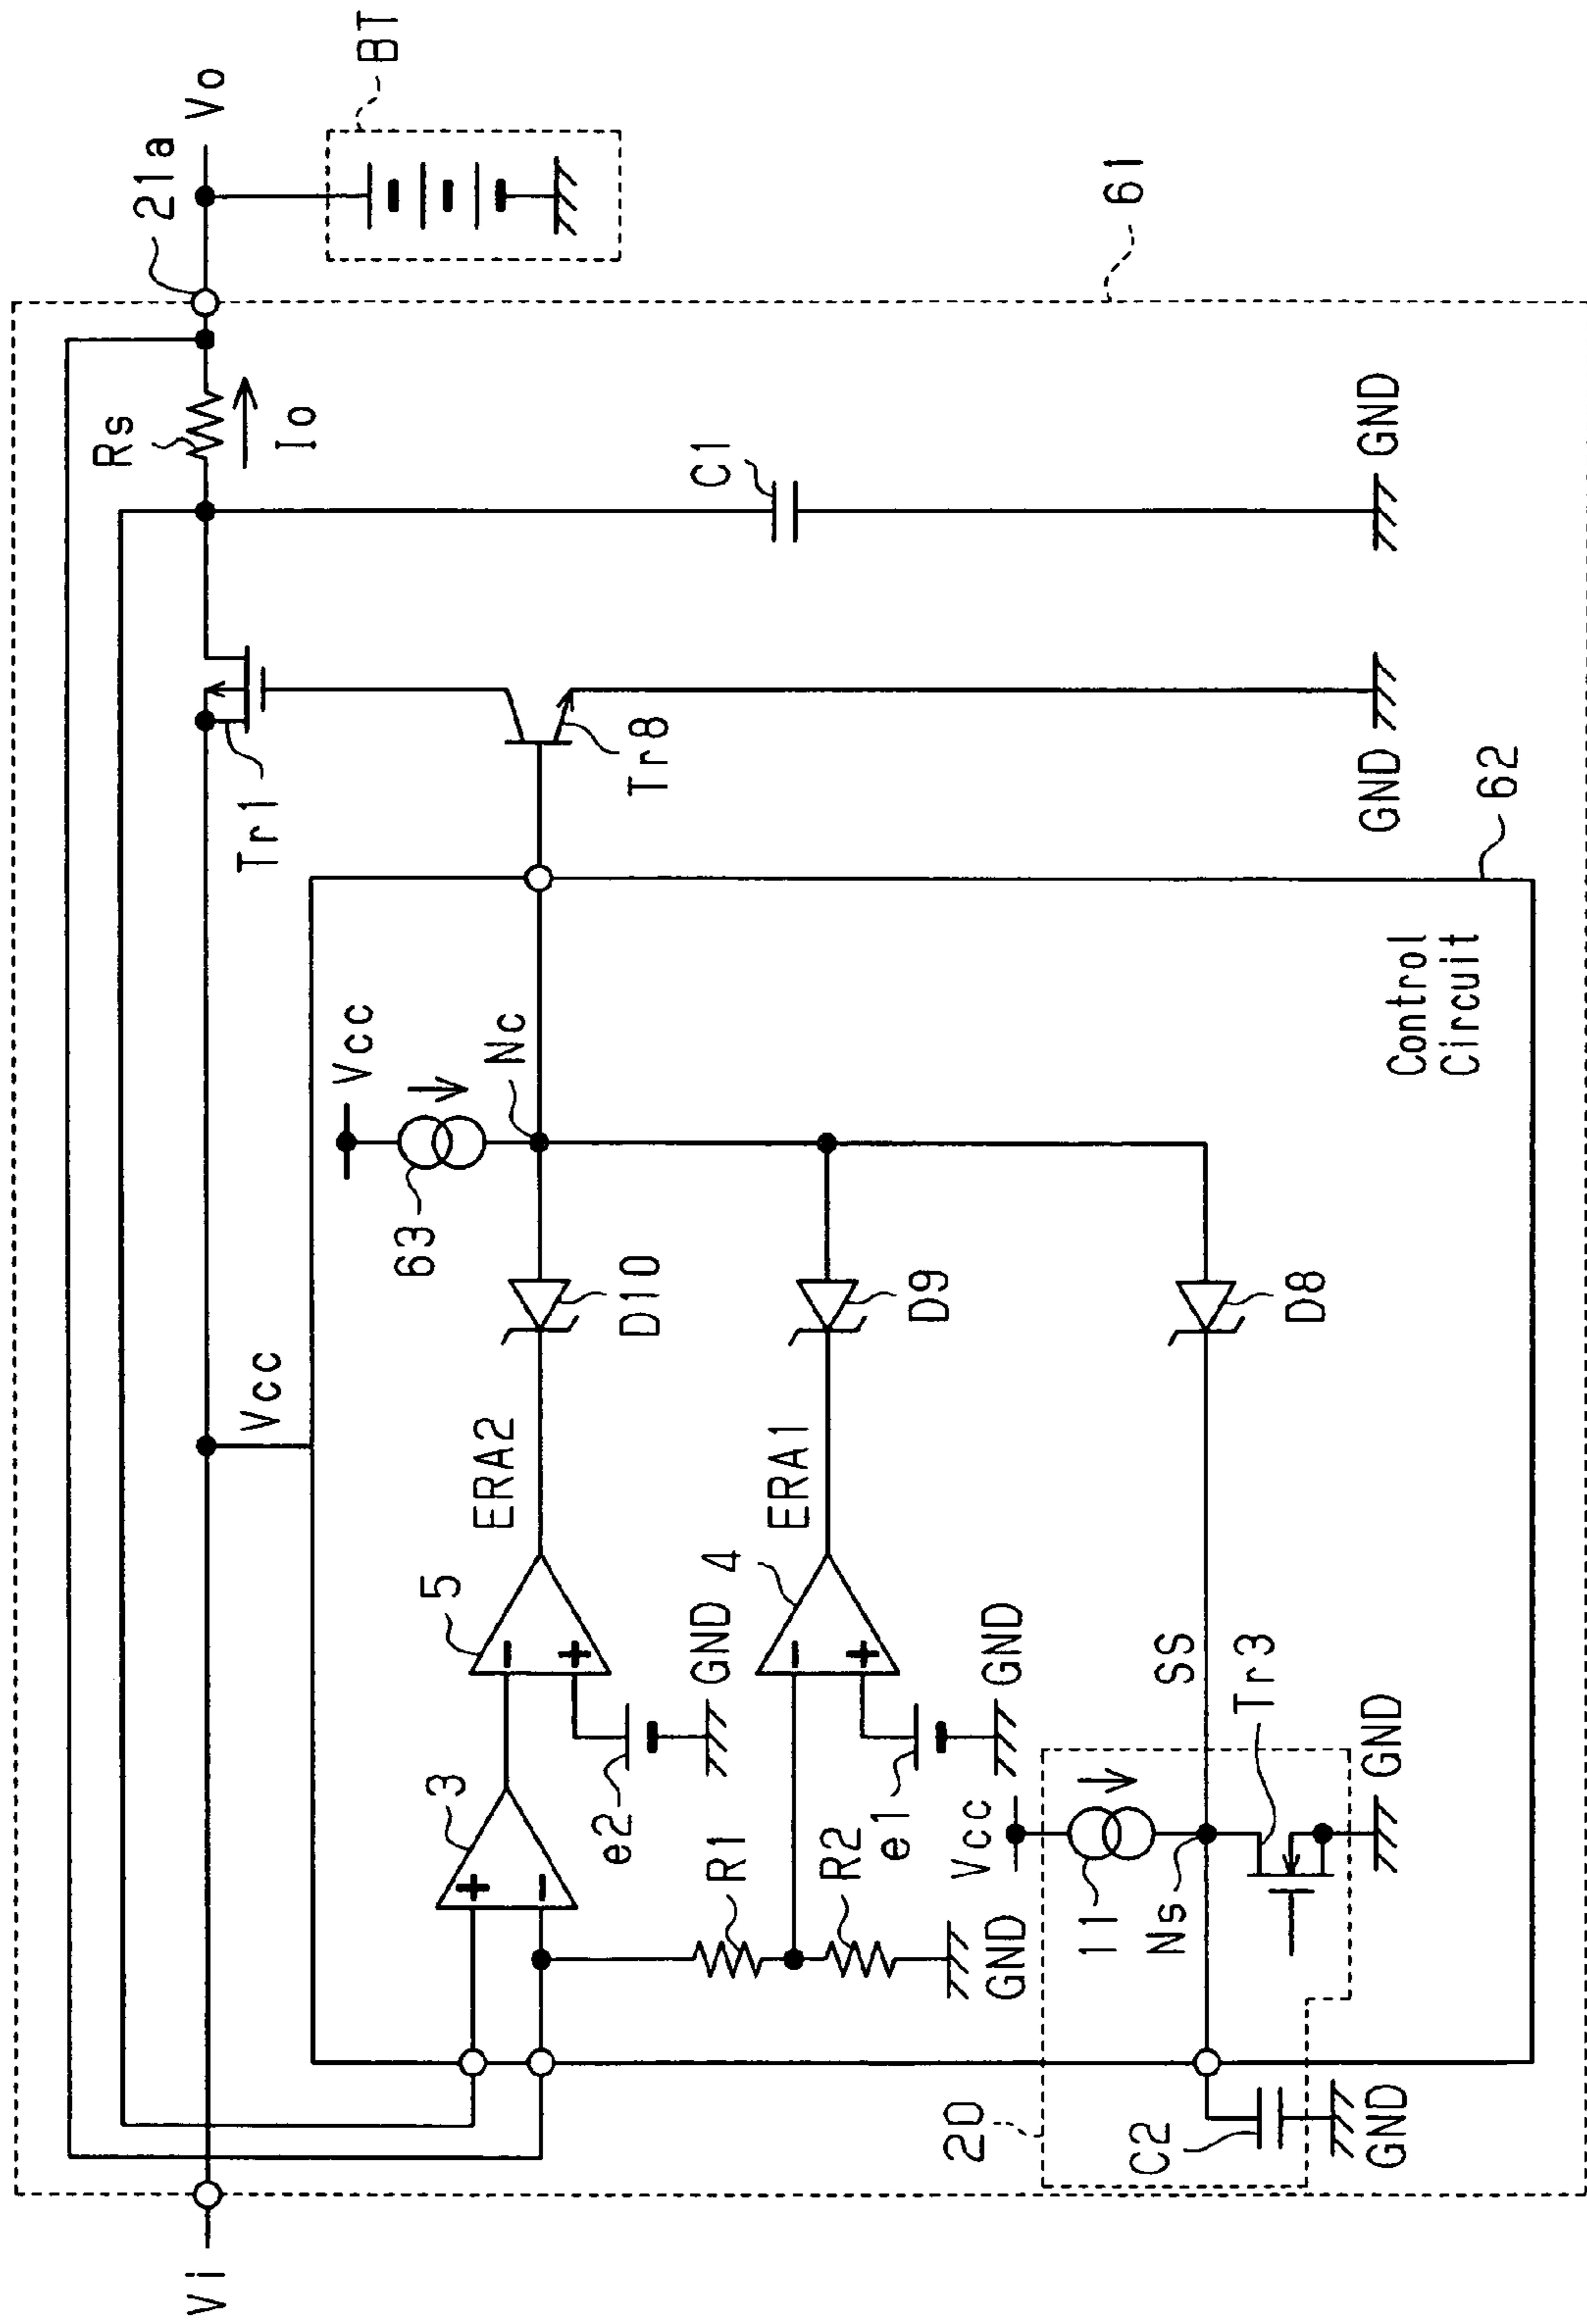 Vi
Vcc
Tr1
Rs
Io
21a
Vo
BT
61
C1
GND
Tr8
GND
62
Control
Circuit
Vcc
63
Nc
D10
ERA2
5
3
e2
GND
D9
ERA1
4
R1
R2
e1
GND
GND
D8
SS
Tr3
Vcc
11
Ns
GND
20
C2
GND
+
−
−
+
−
+